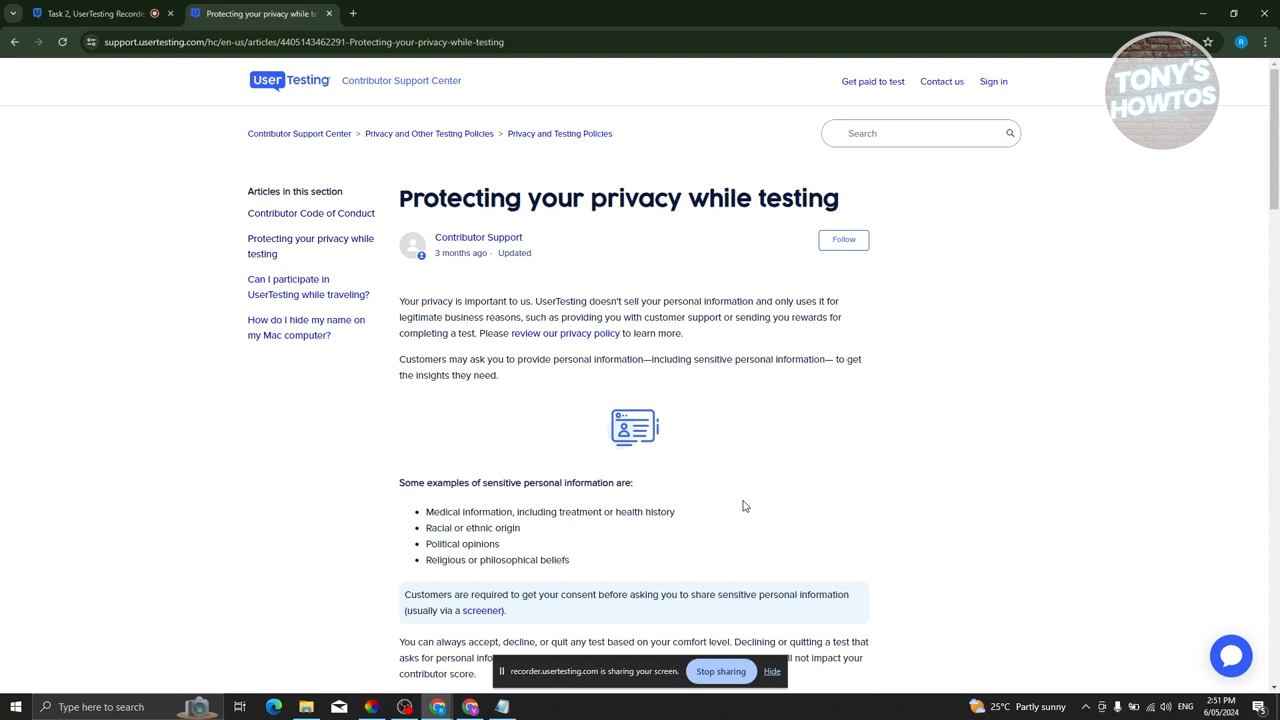 Task 2, UserTesting Record
Protecting your privacy while te
support.usertesting.com/hc/en-us/articles/4405143462291-Protecting-your-privacy-while-testing
R
TONY'S
HOWTOS
UserTesting
Contributor Support Center
Get paid to test
Contact us
Sign in
Contributor Support Center > Privacy and Other Testing Policies > Privacy and Testing Policies
Search
Articles in this section
Contributor Code of Conduct
Protecting your privacy while
testing
Can I participate in
UserTesting while traveling?
How do I hide my name on
my Mac computer?
Protecting your privacy while testing
Contributor Support
3 months ago · Updated
Follow
Your privacy is important to us. UserTesting doesn't sell your personal information and only uses it for
legitimate business reasons, such as providing you with customer support or sending you rewards for
completing a test. Please review our privacy policy to learn more.
Customers may ask you to provide personal information—including sensitive personal information— to get
the insights they need.
Some examples of sensitive personal information are:
• Medical information, including treatment or health history
• Racial or ethnic origin
• Political opinions
• Religious or philosophical beliefs
Customers are required to get your consent before asking you to share sensitive personal information
(usually via a screener).
You can always accept, decline, or quit any test based on your comfort level. Declining or quitting a test that
asks for personal info
not impact your
contributor score.
recorder.usertesting.com is sharing your screen.
Stop sharing
Hide
Type here to search
25°C Partly sunny
2:51 PM
6/05/2024